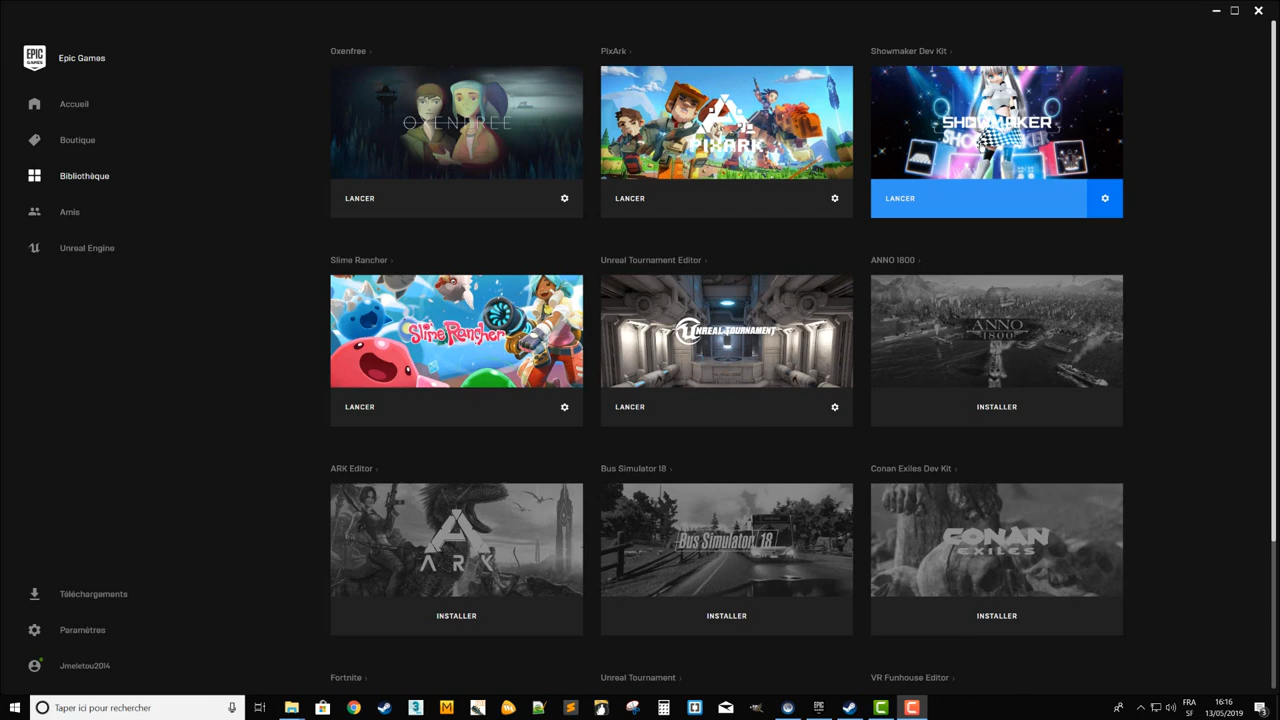 EPIC GAMES
Epic Games
Accueil
Boutique
Bibliothèque
Amis
Unreal Engine
Téléchargements
Paramètres
Jmeletou2014
Oxenfree ›
PixArk ›
Showmaker Dev Kit ›
OXENFREE
PIXARK
SHOWMAKER
LANCER
LANCER
LANCER
Slime Rancher ›
Unreal Tournament Editor ›
ANNO 1800 ›
Slime Rancher
UNREAL TOURNAMENT
ANNO
1800
LANCER
LANCER
INSTALLER
ARK Editor ›
Bus Simulator 18 ›
Conan Exiles Dev Kit ›
ARK
Bus Simulator 18
CONAN
EXILES
INSTALLER
INSTALLER
INSTALLER
Fortnite ›
Unreal Tournament ›
VR Funhouse Editor ›
Taper ici pour rechercher
FRA
SF
16:16
13/05/2019
3